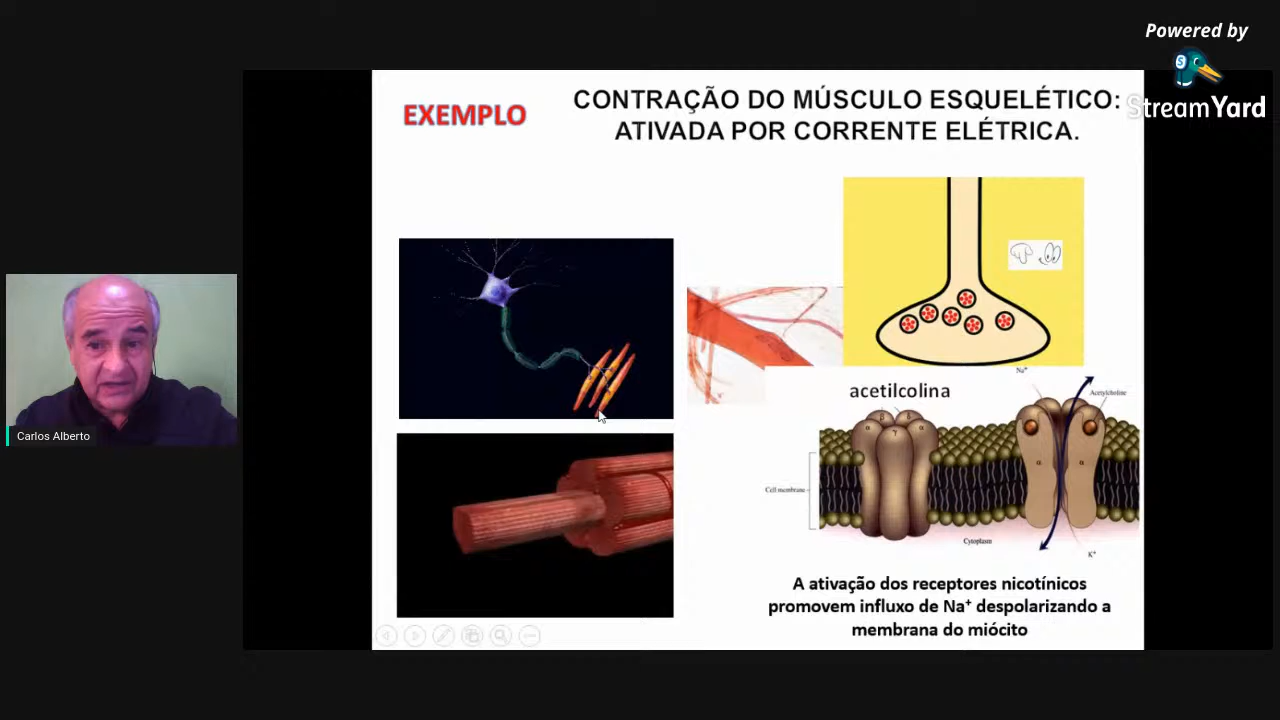 Powered by
StreamYard
EXEMPLO
CONTRAÇÃO DO MÚSCULO ESQUELÉTICO:
ATIVADA POR CORRENTE ELÉTRICA.
Carlos Alberto
acetilcolina
Na⁺
Acetylcholine
α
γ
α
α
α
Cell membrane
Cytoplasm
K⁺
A ativação dos receptores nicotínicos
promovem influxo de Na⁺ despolarizando a
membrana do miócito